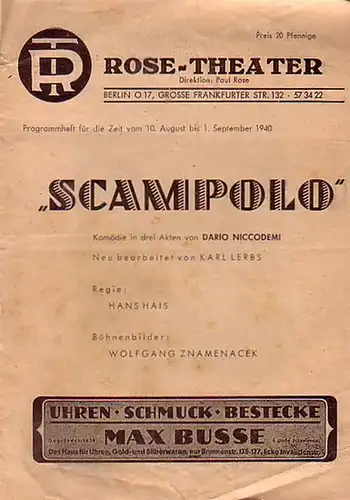 Preis 20 Pfennige
TR
ROSE-THEATER
Direktion: Paul Rose
BERLIN O 17, GROSSE FRANKFURTER STR. 132 · 57 34 22
Programmheft für die Zeit vom 10. August bis 1. September 1940
„SCAMPOLO“
Komödie in drei Akten von DARIO NICCODEMI
Neu bearbeitet von KARL LERBS
Regie:
HANS HAIS
Bühnenbilder:
WOLFGANG ZNAMENACEK
UHREN · SCHMUCK · BESTECKE
MAX BUSSE
Das Haus für Uhren, Gold- und Silberwaren, nur Brunnenstr. 175-177, Ecke Invalidenstr.